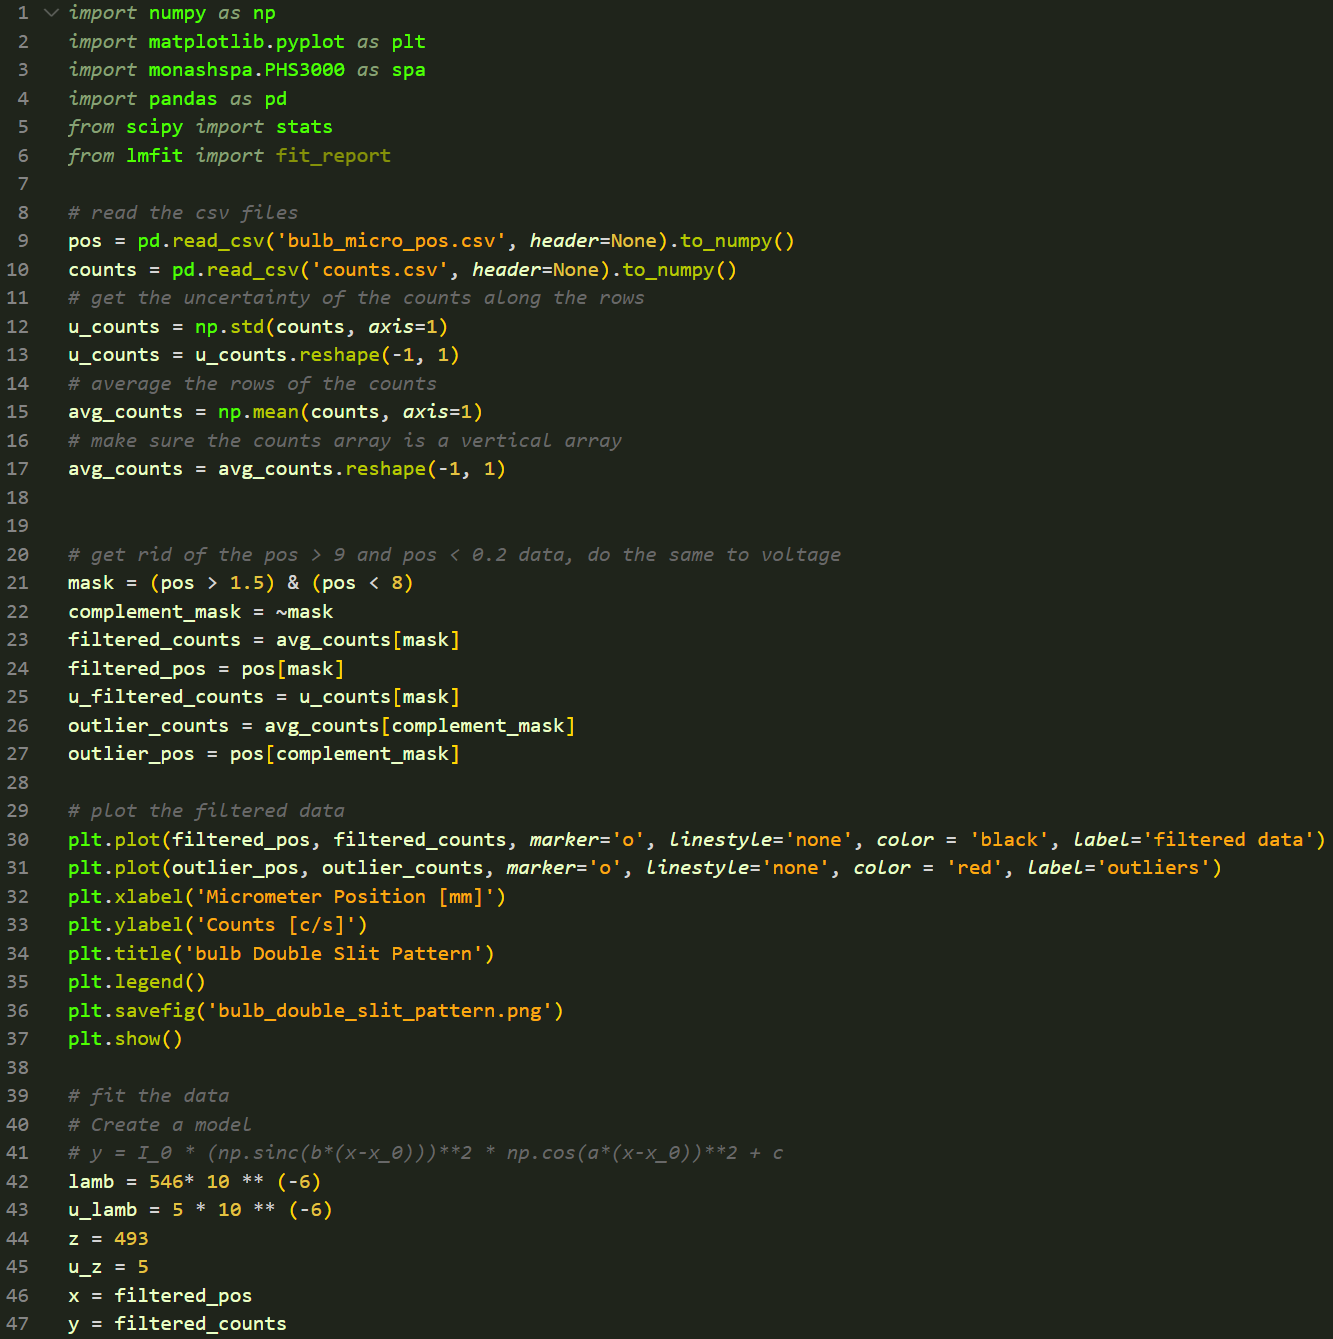 1 import numpy as np
2 import matplotlib.pyplot as plt
3 import monashspa.PHS3000 as spa
4 import pandas as pd
5 from scipy import stats
6 from lmfit import fit_report
7
8 # read the csv files
9 pos = pd.read_csv('bulb_micro_pos.csv', header=None).to_numpy()
10 counts = pd.read_csv('counts.csv', header=None).to_numpy()
11 # get the uncertainty of the counts along the rows
12 u_counts = np.std(counts, axis=1)
13 u_counts = u_counts.reshape(-1, 1)
14 # average the rows of the counts
15 avg_counts = np.mean(counts, axis=1)
16 # make sure the counts array is a vertical array
17 avg_counts = avg_counts.reshape(-1, 1)
18
19
20 # get rid of the pos > 9 and pos < 0.2 data, do the same to voltage
21 mask = (pos > 1.5) & (pos < 8)
22 complement_mask = ~mask
23 filtered_counts = avg_counts[mask]
24 filtered_pos = pos[mask]
25 u_filtered_counts = u_counts[mask]
26 outlier_counts = avg_counts[complement_mask]
27 outlier_pos = pos[complement_mask]
28
29 # plot the filtered data
30 plt.plot(filtered_pos, filtered_counts, marker='o', linestyle='none', color = 'black', label='filtered data')
31 plt.plot(outlier_pos, outlier_counts, marker='o', linestyle='none', color = 'red', label='outliers')
32 plt.xlabel('Micrometer Position [mm]')
33 plt.ylabel('Counts [c/s]')
34 plt.title('bulb Double Slit Pattern')
35 plt.legend()
36 plt.savefig('bulb_double_slit_pattern.png')
37 plt.show()
38
39 # fit the data
40 # Create a model
41 # y = I_0 * (np.sinc(b*(x-x_0)))**2 * np.cos(a*(x-x_0))**2 + c
42 lamb = 546* 10 ** (-6)
43 u_lamb = 5 * 10 ** (-6)
44 z = 493
45 u_z = 5
46 x = filtered_pos
47 y = filtered_counts